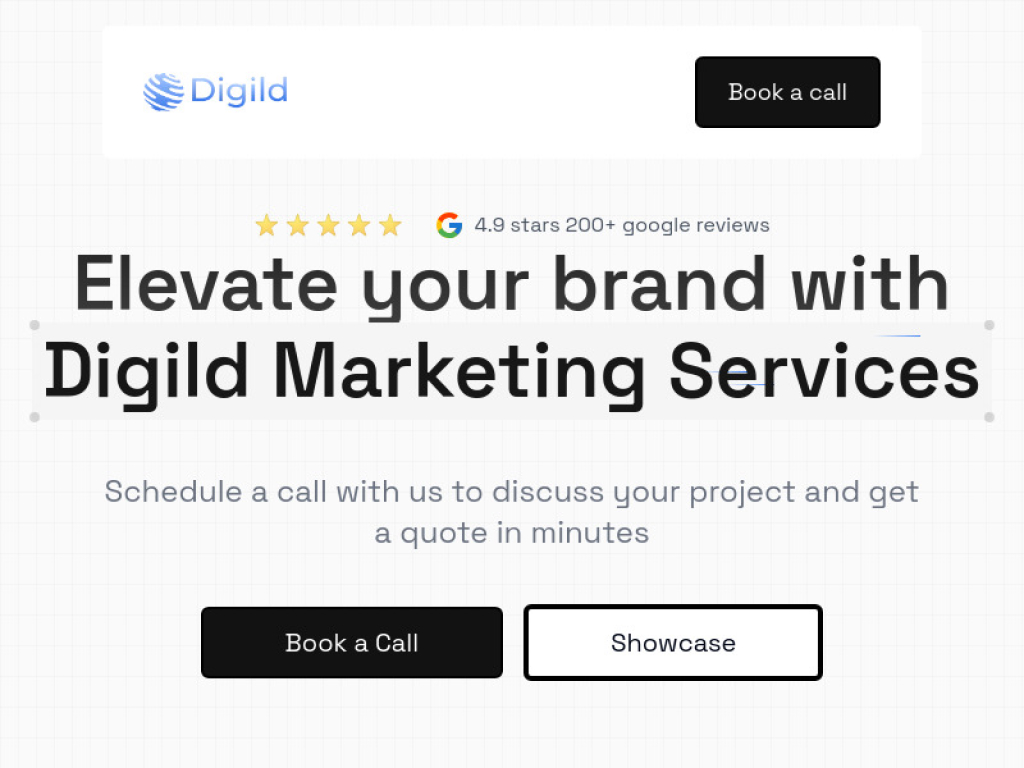 Digild
Book a call
4.9 stars 200+ google reviews
Elevate your brand with
Digild Marketing Services
Schedule a call with us to discuss your project and get
a quote in minutes
Book a Call
Showcase